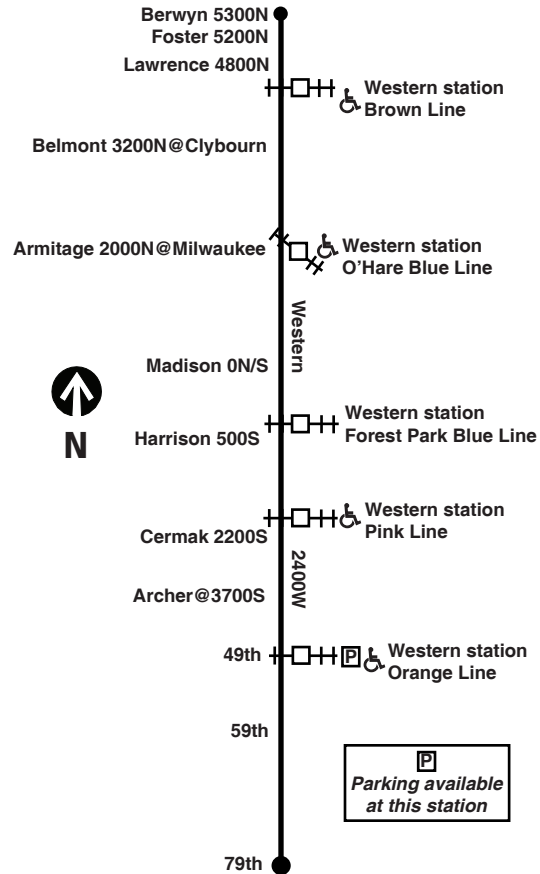 Berwyn 5300N
Foster 5200N
Lawrence 4800N
Western station
Brown Line
Belmont 3200N@Clybourn
Armitage 2000N@Milwaukee
Western station
O'Hare Blue Line
Western
Madison 0N/S
N
Western station
Forest Park Blue Line
Harrison 500S
Western station
Pink Line
Cermak 2200S
2400W
Archer@3700S
49th
P
Western station
Orange Line
59th
P
Parking available
at this station
79th